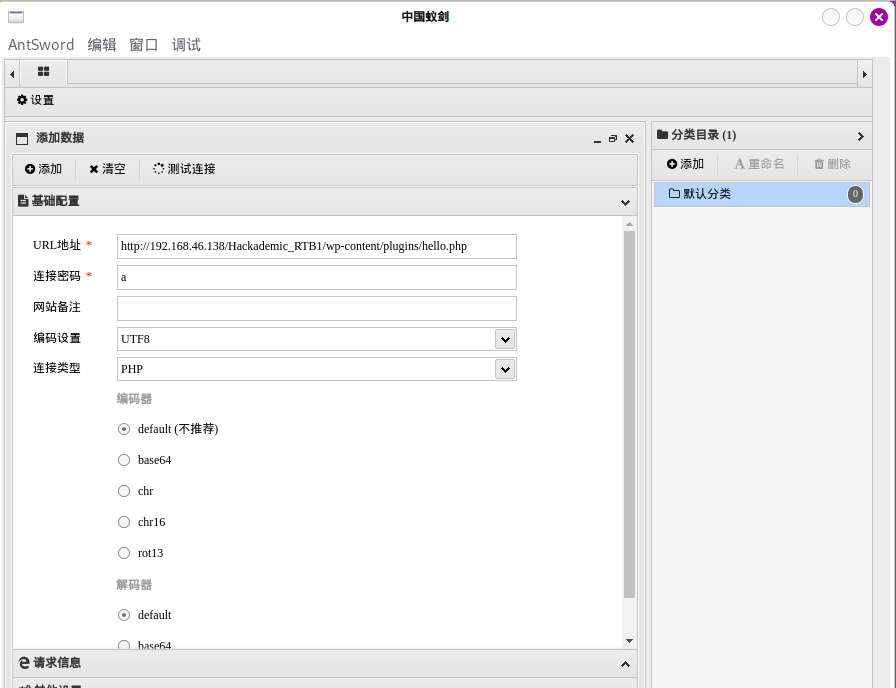 中国蚁剑
AntSword 编辑 窗口 调试
设置
添加数据
添加 清空 测试连接
基础配置
URL地址 * http://192.168.46.138/Hackademic_RTB1/wp-content/plugins/hello.php
连接密码 * a
网站备注
编码设置 UTF8
连接类型 PHP
编码器
default (不推荐)
base64
chr
chr16
rot13
解码器
default
base64
请求信息
其他设置
分类目录 (1)
添加 重命名 删除
默认分类 0